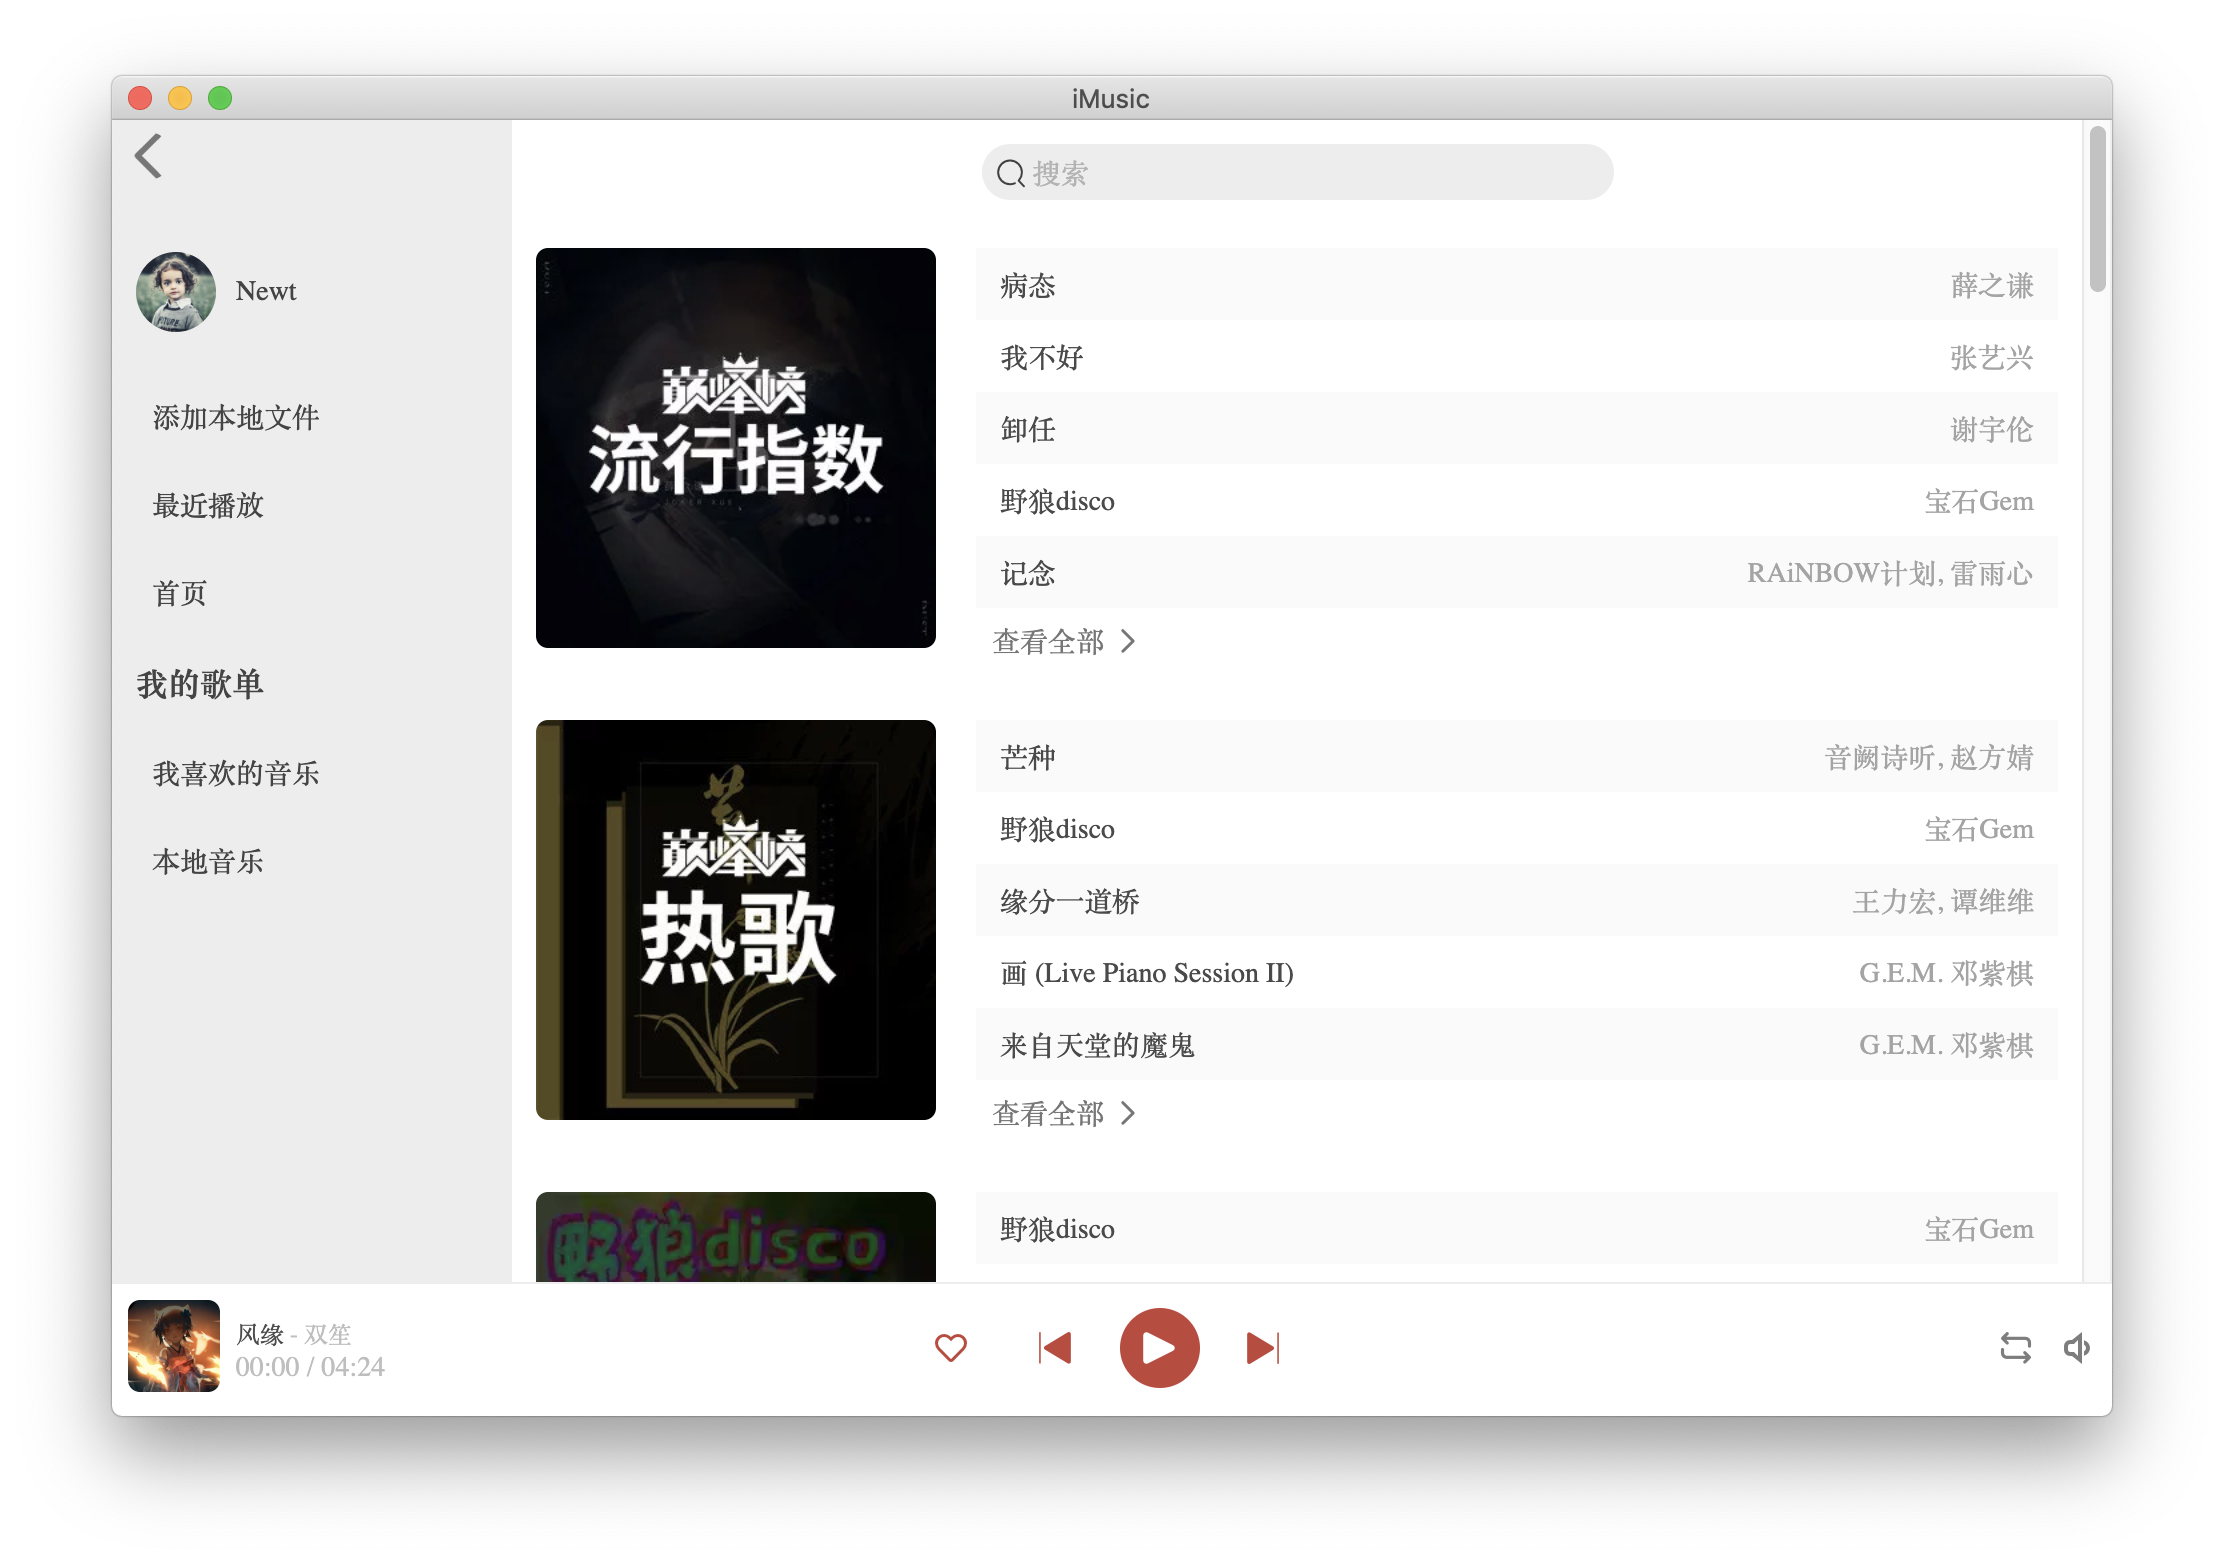 iMusic
搜索
Newt
添加本地文件
最近播放
首页
我的歌单
我喜欢的音乐
本地音乐
巅峰榜
流行指数
病态 薛之谦
我不好 张艺兴
卸任 谢宇伦
野狼disco 宝石Gem
记念 RAiNBOW计划, 雷雨心
查看全部
巅峰榜
热歌
芒种 音阙诗听, 赵方婧
野狼disco 宝石Gem
缘分一道桥 王力宏, 谭维维
画 (Live Piano Session II) G.E.M. 邓紫棋
来自天堂的魔鬼 G.E.M. 邓紫棋
查看全部
野狼disco
野狼disco 宝石Gem
风缘 - 双笙
00:00 / 04:24